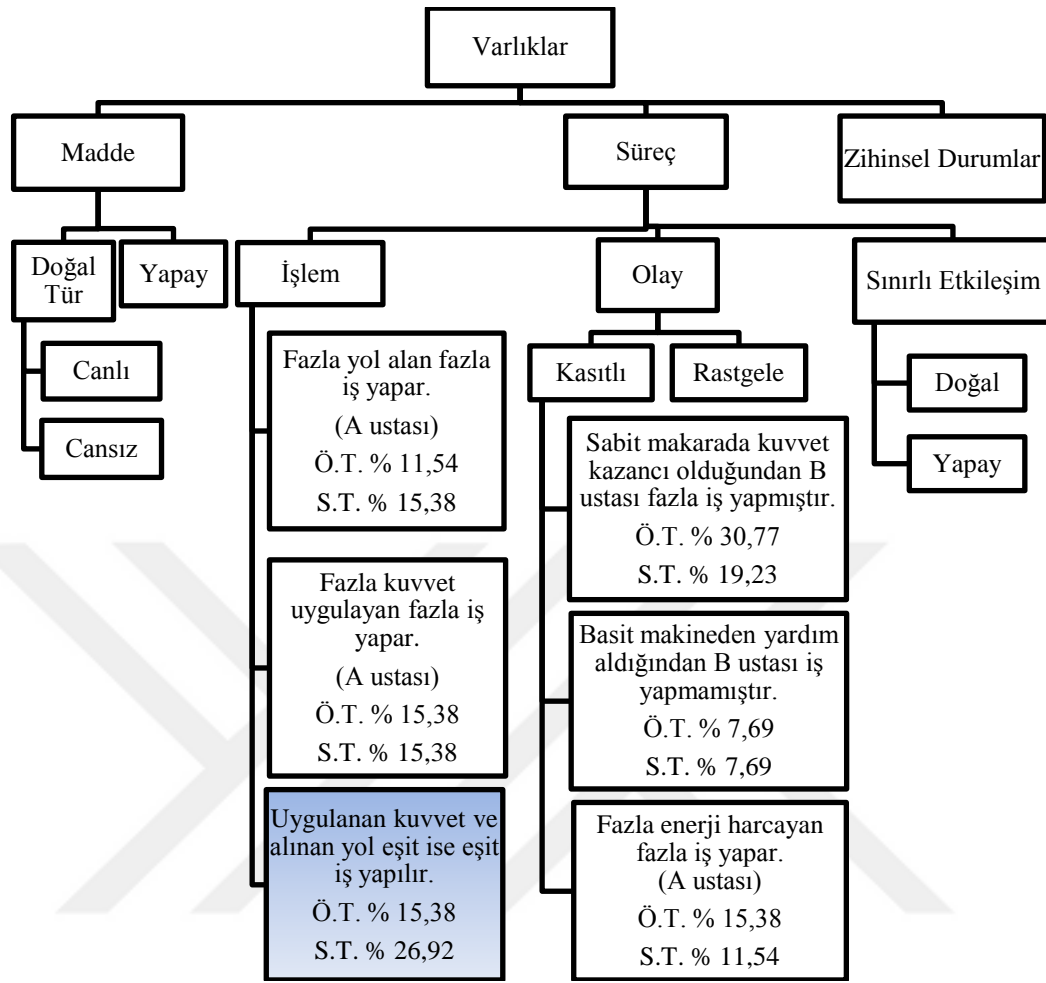 Varlıklar
Madde
Süreç
Zihinsel Durumlar
Doğal
Tür
Yapay
İşlem
Olay
Sınırlı Etkileşim
Canlı
Cansız
Fazla yol alan fazla
iş yapar.
(A ustası)
Ö.T. % 11,54
S.T. % 15,38
Fazla kuvvet
uygulayan fazla iş
yapar.
(A ustası)
Ö.T. % 15,38
S.T. % 15,38
Uygulanan kuvvet ve
alınan yol eşit ise eşit
iş yapılır.
Ö.T. % 15,38
S.T. % 26,92
Kasıtlı
Rastgele
Sabit makarada kuvvet
kazancı olduğundan B
ustası fazla iş yapmıştır.
Ö.T. % 30,77
S.T. % 19,23
Basit makineden yardım
aldığından B ustası iş
yapmamıştır.
Ö.T. % 7,69
S.T. % 7,69
Fazla enerji harcayan
fazla iş yapar.
(A ustası)
Ö.T. % 15,38
S.T. % 11,54
Doğal
Yapay